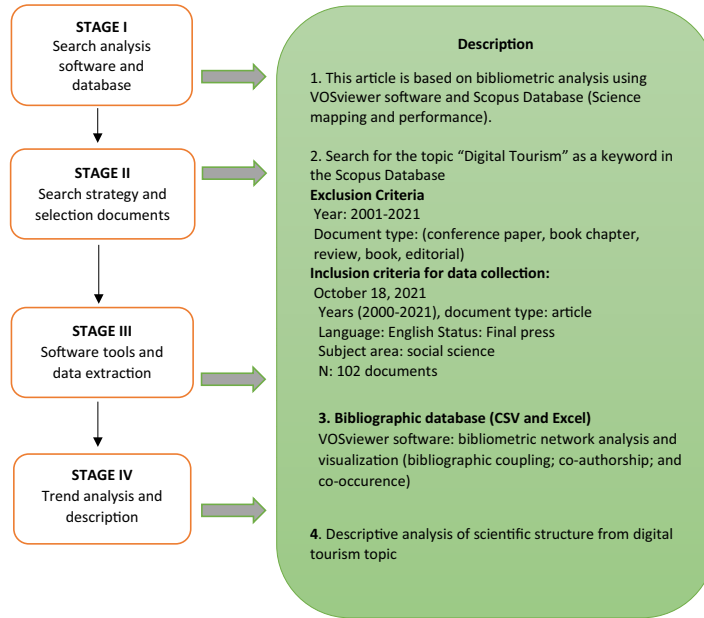 STAGE I
Search analysis
software and
database
STAGE II
Search strategy and
selection documents
STAGE III
Software tools and
data extraction
STAGE IV
Trend analysis and
description
Description
1. This article is based on bibliometric analysis using
VOSviewer software and Scopus Database (Science
mapping and performance).
2. Search for the topic “Digital Tourism” as a keyword in
the Scopus Database
Exclusion Criteria
Year: 2001-2021
Document type: (conference paper, book chapter,
review, book, editorial)
Inclusion criteria for data collection:
October 18, 2021
Years (2000-2021), document type: article
Language: English Status: Final press
Subject area: social science
N: 102 documents
3. Bibliographic database (CSV and Excel)
VOSviewer software: bibliometric network analysis and
visualization (bibliographic coupling; co-authorship; and
co-occurence)
4. Descriptive analysis of scientific structure from digital
tourism topic